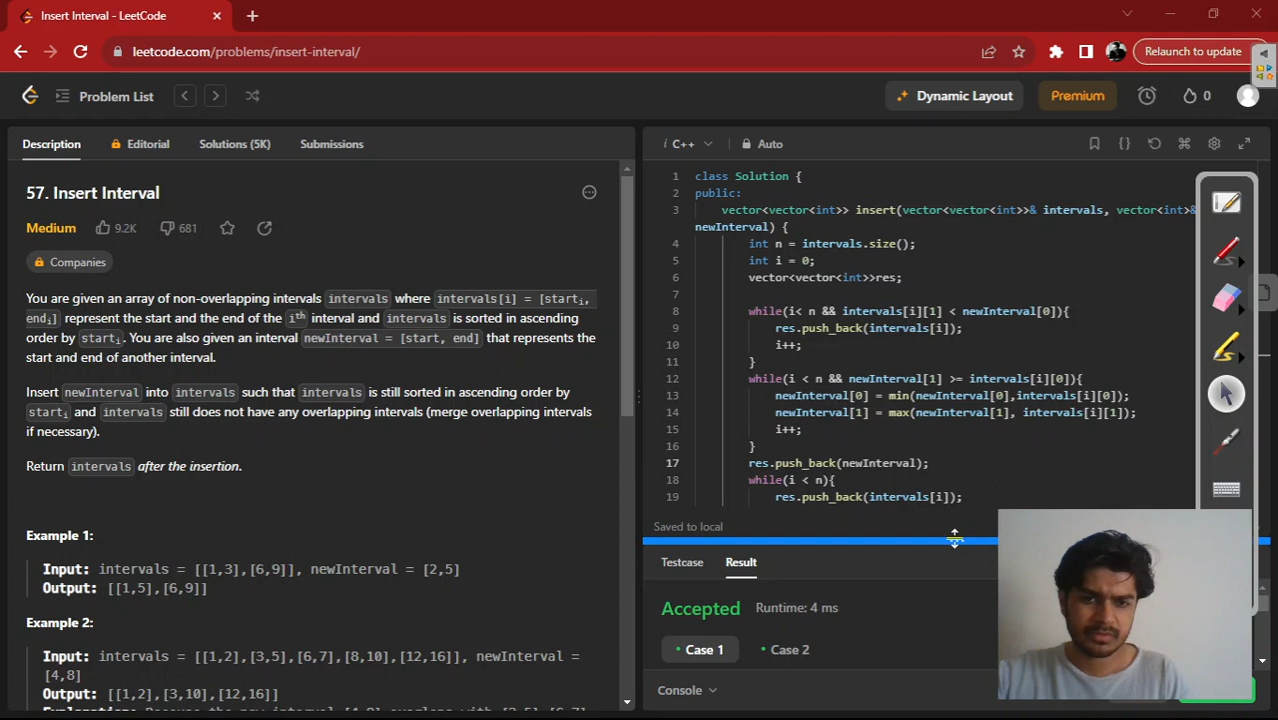 Insert Interval - LeetCode
leetcode.com/problems/insert-interval/
Relaunch to update
Problem List
Dynamic Layout
Premium
0
Description
Editorial
Solutions (5K)
Submissions
i C++
Auto
57. Insert Interval
Medium
9.2K
681
Companies
You are given an array of non-overlapping intervals intervals where intervals[i] = [starti,
endi] represent the start and the end of the ith interval and intervals is sorted in ascending
order by starti. You are also given an interval newInterval = [start, end] that represents the
start and end of another interval.
Insert newInterval into intervals such that intervals is still sorted in ascending order by
starti and intervals still does not have any overlapping intervals (merge overlapping intervals
if necessary).
Return intervals after the insertion.
Example 1:
Input: intervals = [[1,3],[6,9]], newInterval = [2,5]
Output: [[1,5],[6,9]]
Example 2:
Input: intervals = [[1,2],[3,5],[6,7],[8,10],[12,16]], newInterval =
[4,8]
Output: [[1,2],[3,10],[12,16]]
1 class Solution {
2 public:
3 vector<vector<int>> insert(vector<vector<int>>& intervals, vector<int>&
newInterval) {
4 int n = intervals.size();
5 int i = 0;
6 vector<vector<int>>res;
7
8 while(i< n && intervals[i][1] < newInterval[0]){
9 res.push_back(intervals[i]);
10 i++;
11 }
12 while(i < n && newInterval[1] >= intervals[i][0]){
13 newInterval[0] = min(newInterval[0],intervals[i][0]);
14 newInterval[1] = max(newInterval[1], intervals[i][1]);
15 i++;
16 }
17 res.push_back(newInterval);
18 while(i < n){
19 res.push_back(intervals[i]);
Saved to local
Testcase
Result
Accepted
Runtime: 4 ms
Case 1
Case 2
Console